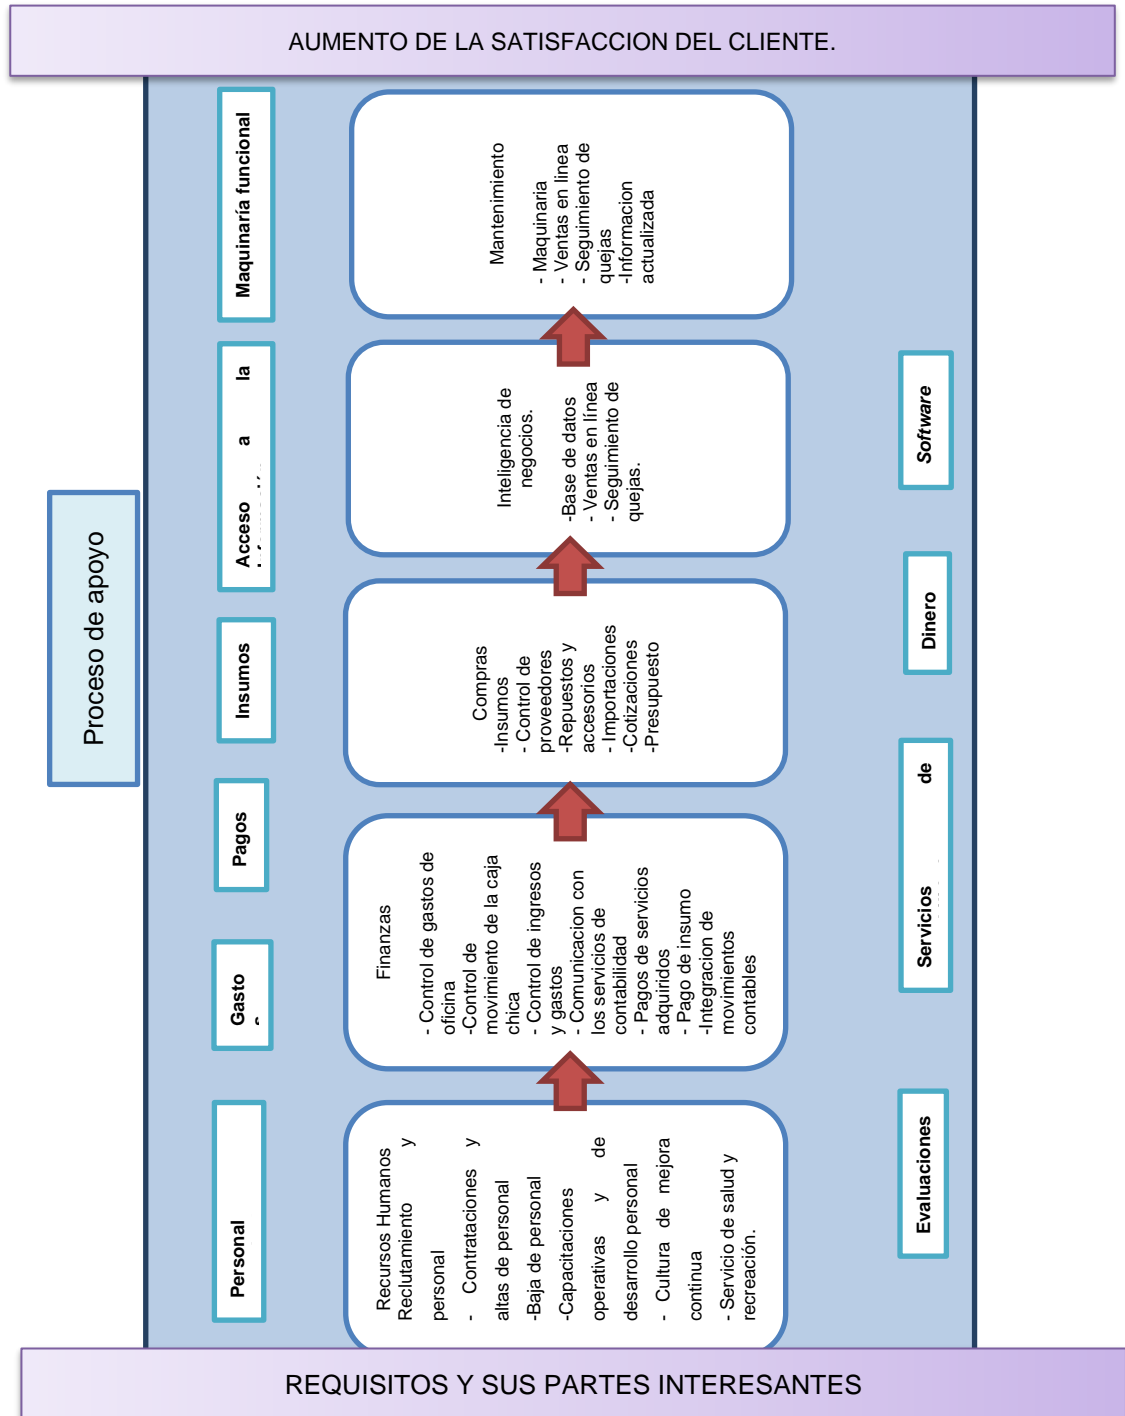 AUMENTO DE LA SATISFACCION DEL CLIENTE.
Proceso de apoyo
Personal
Gasto
Pagos
Insumos
Acceso a la
Maquinaría funcional
Recursos Humanos
Reclutamiento y
personal
- Contrataciones y
altas de personal
-Baja de personal
-Capacitaciones
operativas y de
desarrollo personal
- Cultura de mejora
continua
- Servicio de salud y
recreación.
Finanzas
- Control de gastos de
oficina
-Control de
movimiento de la caja
chica
- Control de ingresos
y gastos
- Comunicacion con
los servicios de
contabilidad
- Pagos de servicios
adquiridos
- Pago de insumo
-Integracion de
movimientos
contables
Compras
-Insumos
- Control de
proveedores
-Repuestos y
accesorios
- Importaciones
-Cotizaciones
-Presupuesto
Inteligencia de
negocios.
-Base de datos
- Ventas en línea
- Seguimiento de
quejas.
Mantenimiento
- Maquinaria
- Ventas en linea
- Seguimiento de
quejas
-Informacion
actualizada
Evaluaciones
Servicios de
Dinero
Software
REQUISITOS Y SUS PARTES INTERESANTES